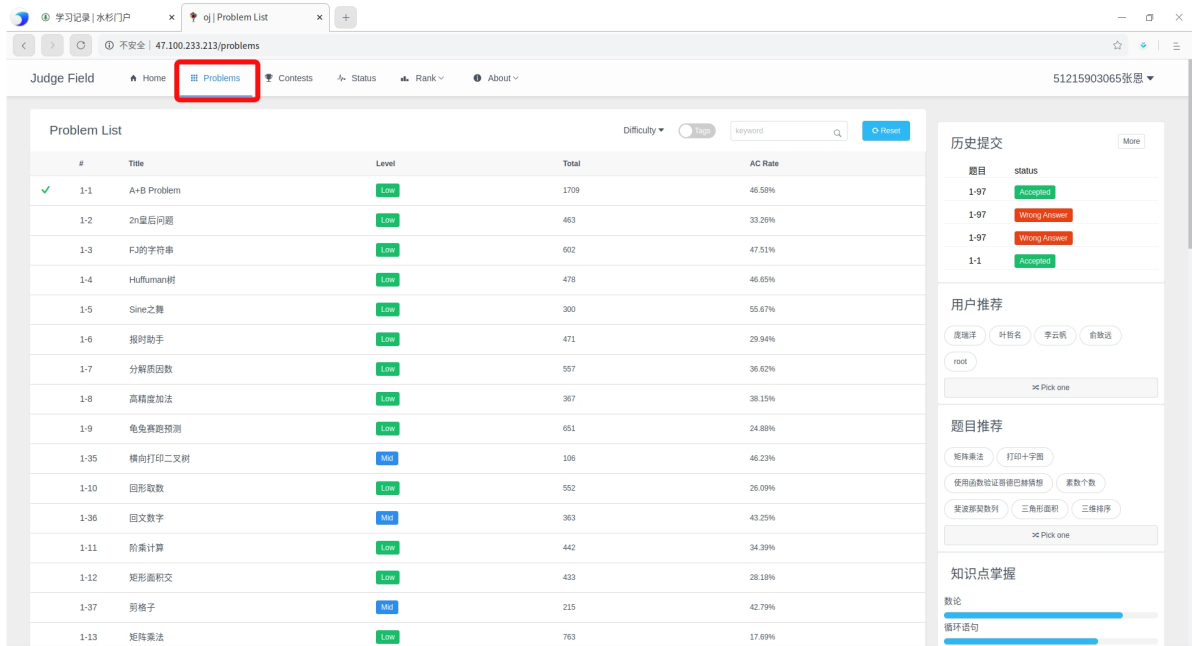 学习记录 | 水杉门户 × oj | Problem List ×
不安全 47.100.233.213/problems
Judge Field Home Problems Contests Status Rank About 51215903065张恩
Problem List Difficulty Tags keyword Reset
# Title Level Total AC Rate
1-1 A+B Problem Low 1709 46.58%
1-2 2n皇后问题 Low 463 33.26%
1-3 FJ的字符串 Low 602 47.51%
1-4 Huffuman树 Low 478 46.65%
1-5 Sine之舞 Low 300 55.67%
1-6 报时助手 Low 471 29.94%
1-7 分解质因数 Low 557 36.62%
1-8 高精度加法 Low 367 38.15%
1-9 龟兔赛跑预测 Low 651 24.88%
1-35 横向打印二叉树 Mid 106 46.23%
1-10 回形取数 Low 552 26.09%
1-36 回文数字 Mid 363 43.25%
1-11 阶乘计算 Low 442 34.39%
1-12 矩形面积交 Low 433 28.18%
1-37 剪格子 Mid 215 42.79%
1-13 矩阵乘法 Low 763 17.69%
历史提交 More
题目 status
1-97 Accepted
1-97 Wrong Answer
1-97 Wrong Answer
1-1 Accepted
用户推荐
庞瑞洋 叶哲名 李云帆 俞致远
root
Pick one
题目推荐
矩阵乘法 打印十字图
使用函数验证哥德巴赫猜想 素数个数
斐波那契数列 三角形面积 三维排序
Pick one
知识点掌握
数论
循环语句